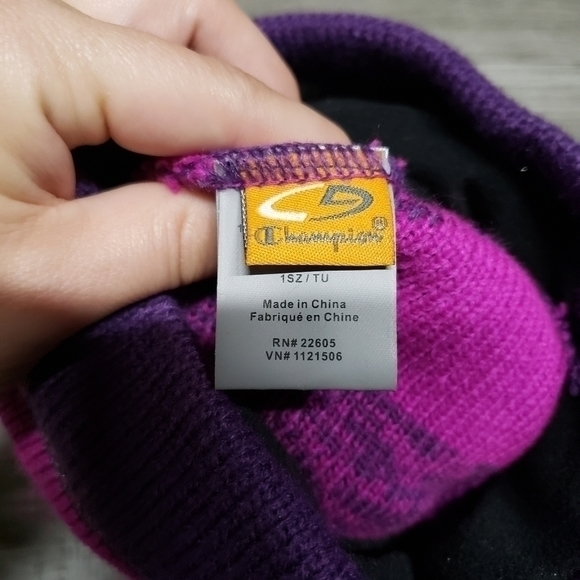 Champion®
1SZ / TU
Made in China
Fabriqué en Chine
RN# 22605
VN# 1121506